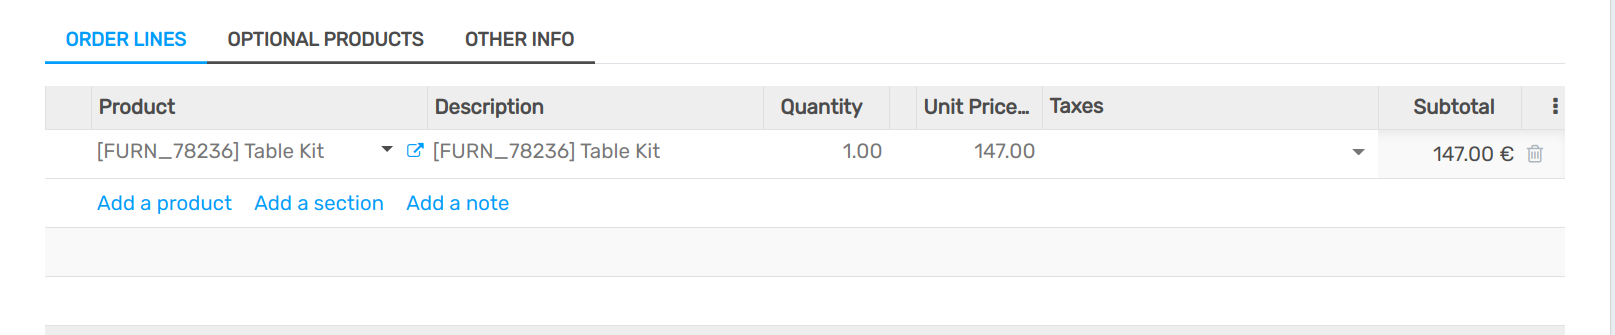 ORDER LINES OPTIONAL PRODUCTS OTHER INFO
Product Description Quantity Unit Price... Taxes Subtotal
[FURN_78236] Table Kit [FURN_78236] Table Kit 1.00 147.00 147.00 €
Add a product Add a section Add a note